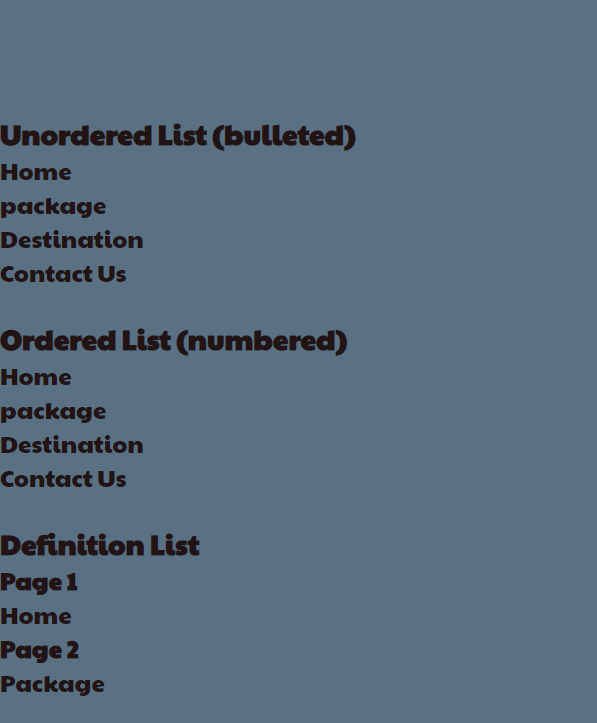 Unordered List (bulleted)
Home
package
Destination
Contact Us
Ordered List (numbered)
Home
package
Destination
Contact Us
Definition List
Page 1
Home
Page 2
Package